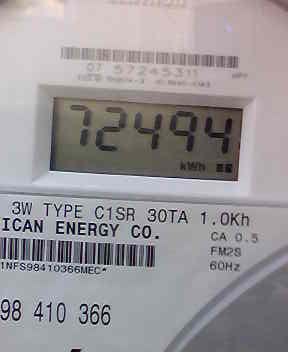 07 57245311
72494
kWh
3W TYPE C1SR 30TA 1.0Kh
ICAN ENERGY CO.
CA 0.5
FM2S
1NFS98410366MEC*
60Hz
98 410 366